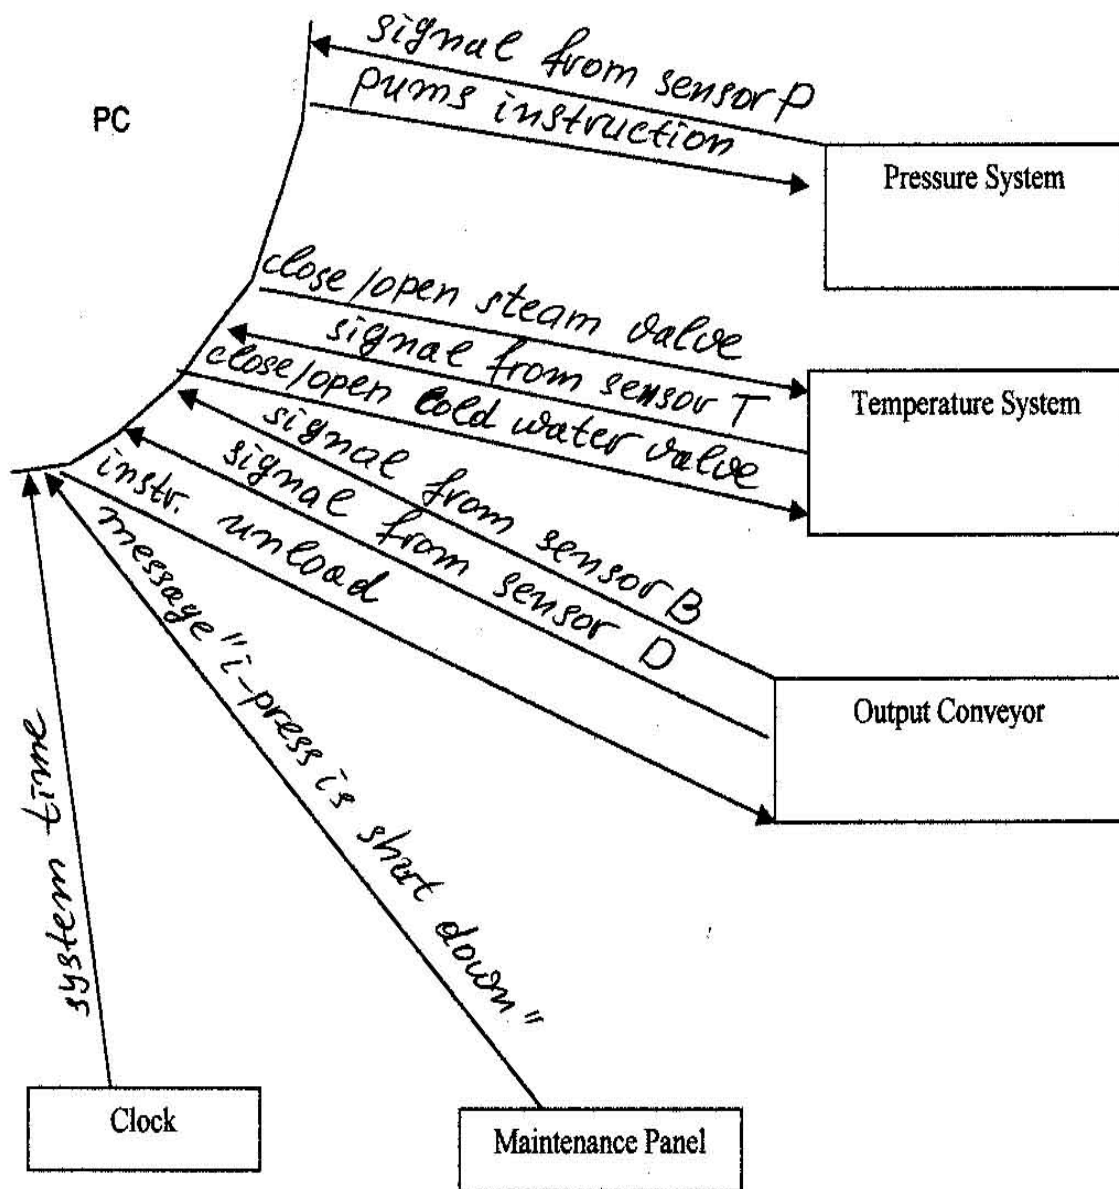 signal from sensor P
pums instruction
PC
Pressure System
close/open steam valve
signal from sensor T
close/open cold water valve
Temperature System
signal from sensor B
signal from sensor D
instr. unload
Output Conveyor
message "i-press is shut down"
system time
Clock
Maintenance Panel